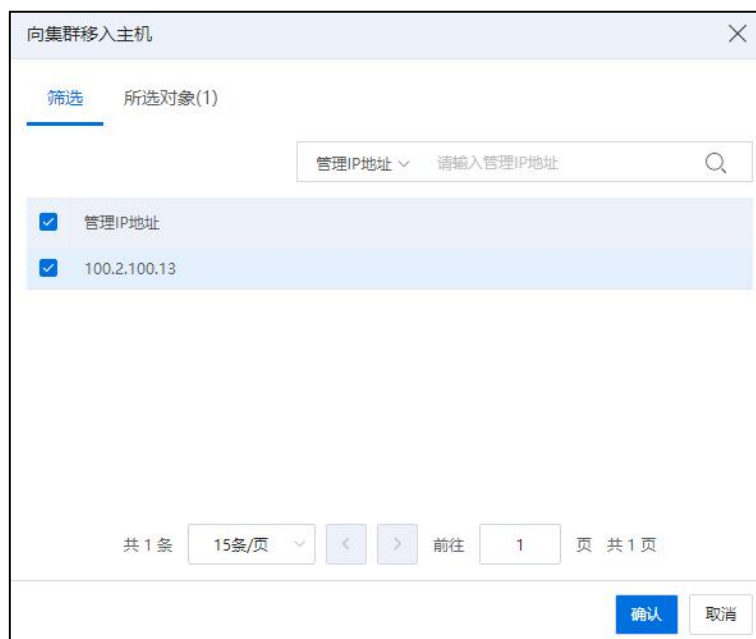 向集群移入主机
筛选 所选对象(1)
管理IP地址 请输入管理IP地址
管理IP地址
100.2.100.13
共 1 条 15条/页 前往 1 页 共 1 页
确认 取消